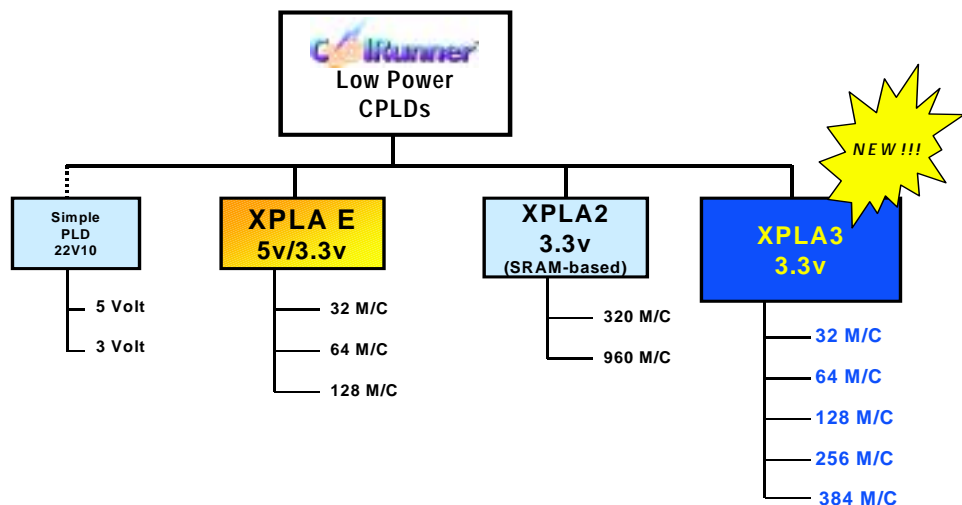 CoolRunner
Low Power
CPLDs
NEW!!!
Simple
PLD
22V10
5 Volt
3 Volt
XPLA E
5v/3.3v
32 M/C
64 M/C
128 M/C
XPLA2
3.3v
(SRAM-based)
320 M/C
960 M/C
XPLA3
3.3v
32 M/C
64 M/C
128 M/C
256 M/C
384 M/C